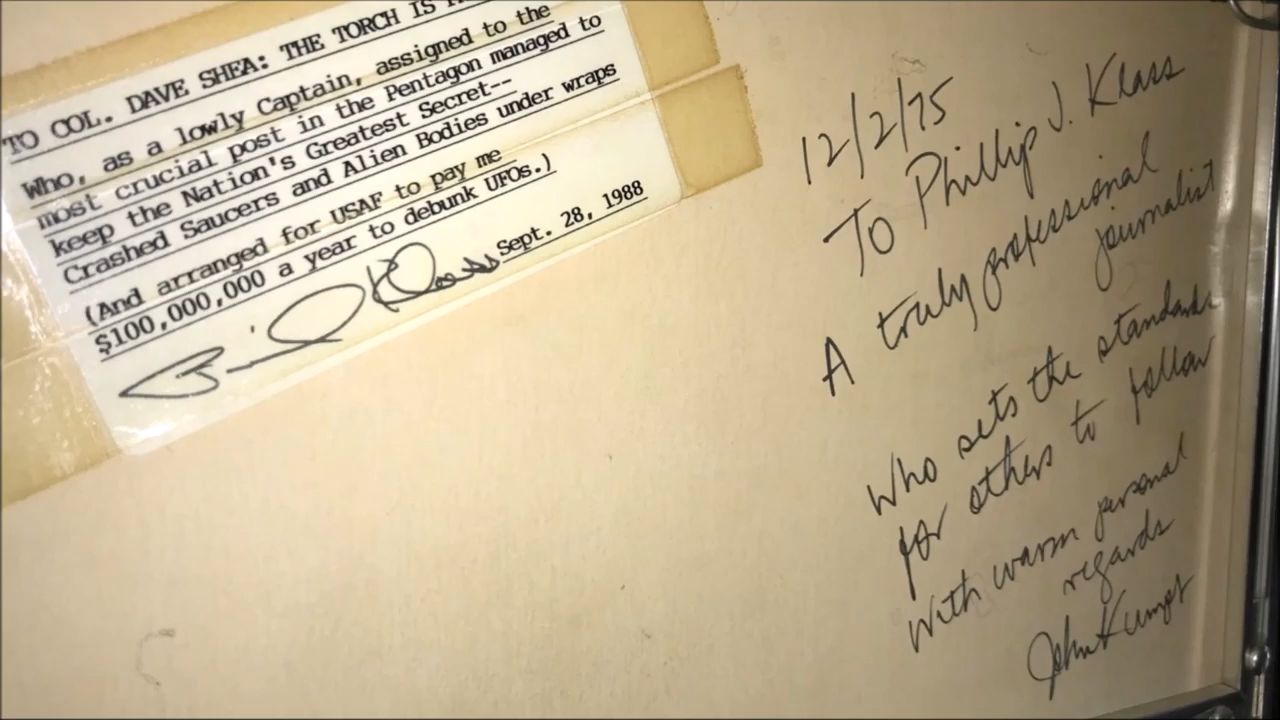 TO COL. DAVE SHEA: THE TORCH IS
Who, as a lowly Captain, assigned to the
most crucial post in the Pentagon managed to
keep the Nation's Greatest Secret--
Crashed Saucers and Alien Bodies under wraps
(And arranged for USAF to pay me
$100,000,000 a year to debunk UFOs.)
Sept. 28, 1988
12/2/75
To Phillip J. Klass
A truly professional
journalist
Who sets the standards
for others to follow
With warm personal
regards
John